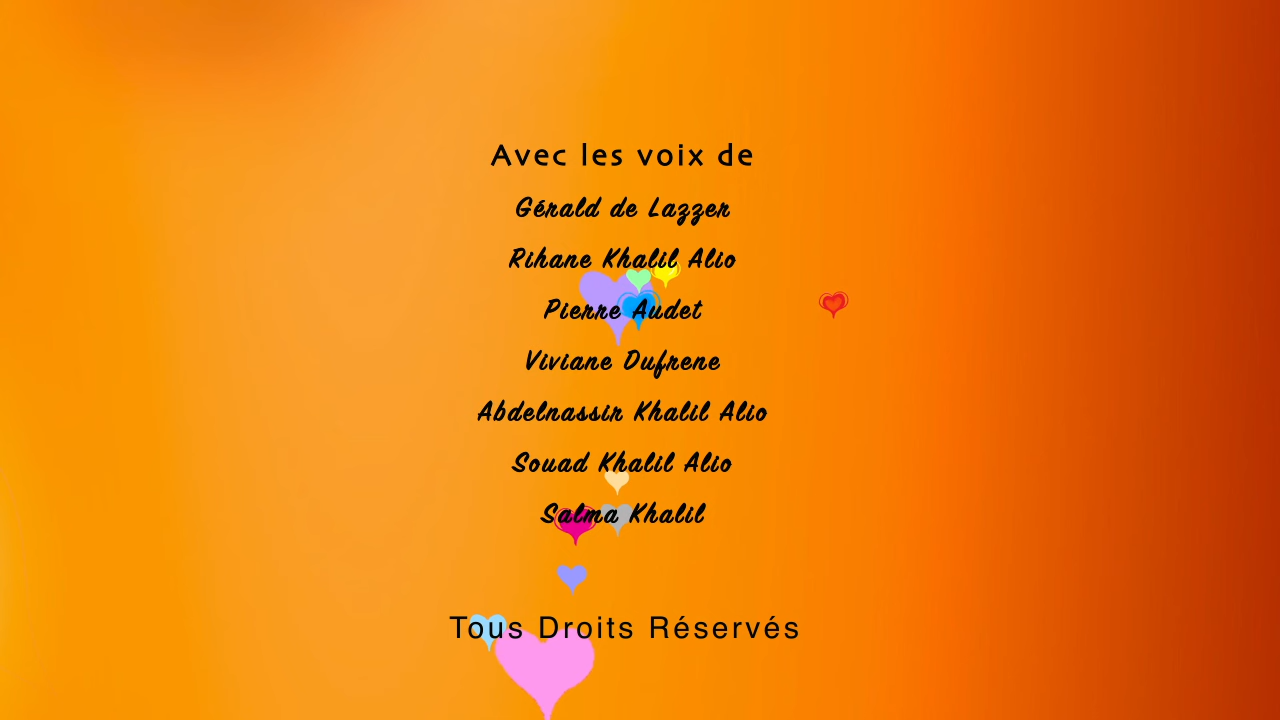 Avec les voix de
Gérald de Lazzer
Rihane Khalil Alio
Pierre Audet
Viviane Dufrene
Abdelnassir Khalil Alio
Souad Khalil Alio
Salma Khalil
Tous Droits Réservés